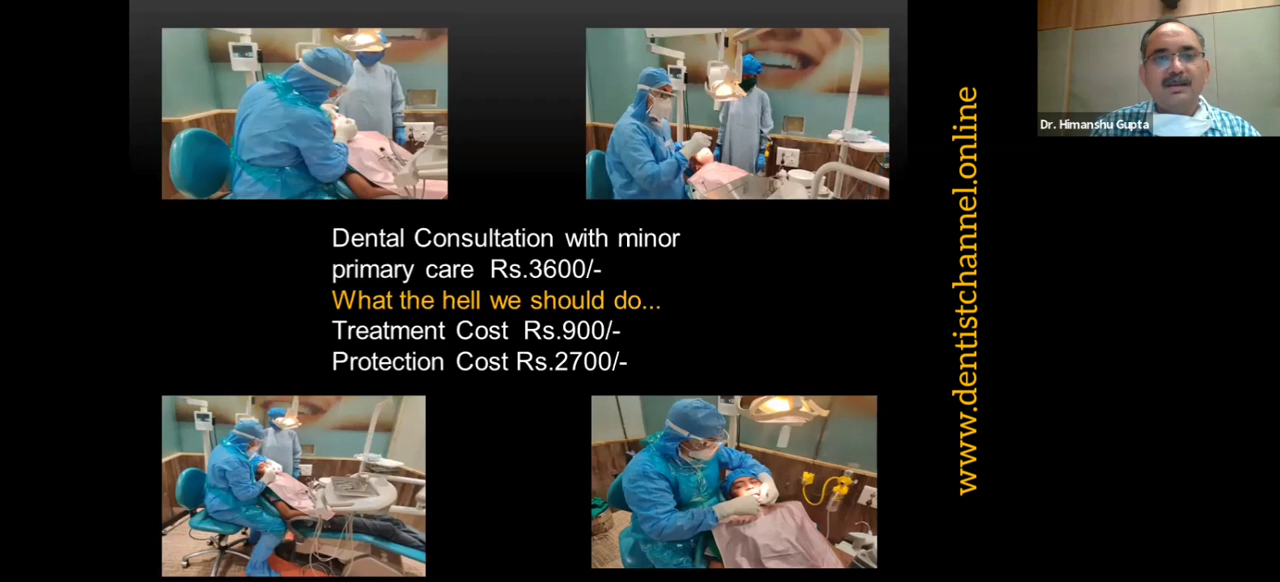 Dr. Himanshu Gupta
Dental Consultation with minor
primary care Rs.3600/-
What the hell we should do...
Treatment Cost Rs.900/-
Protection Cost Rs.2700/-
www.dentistchannel.online